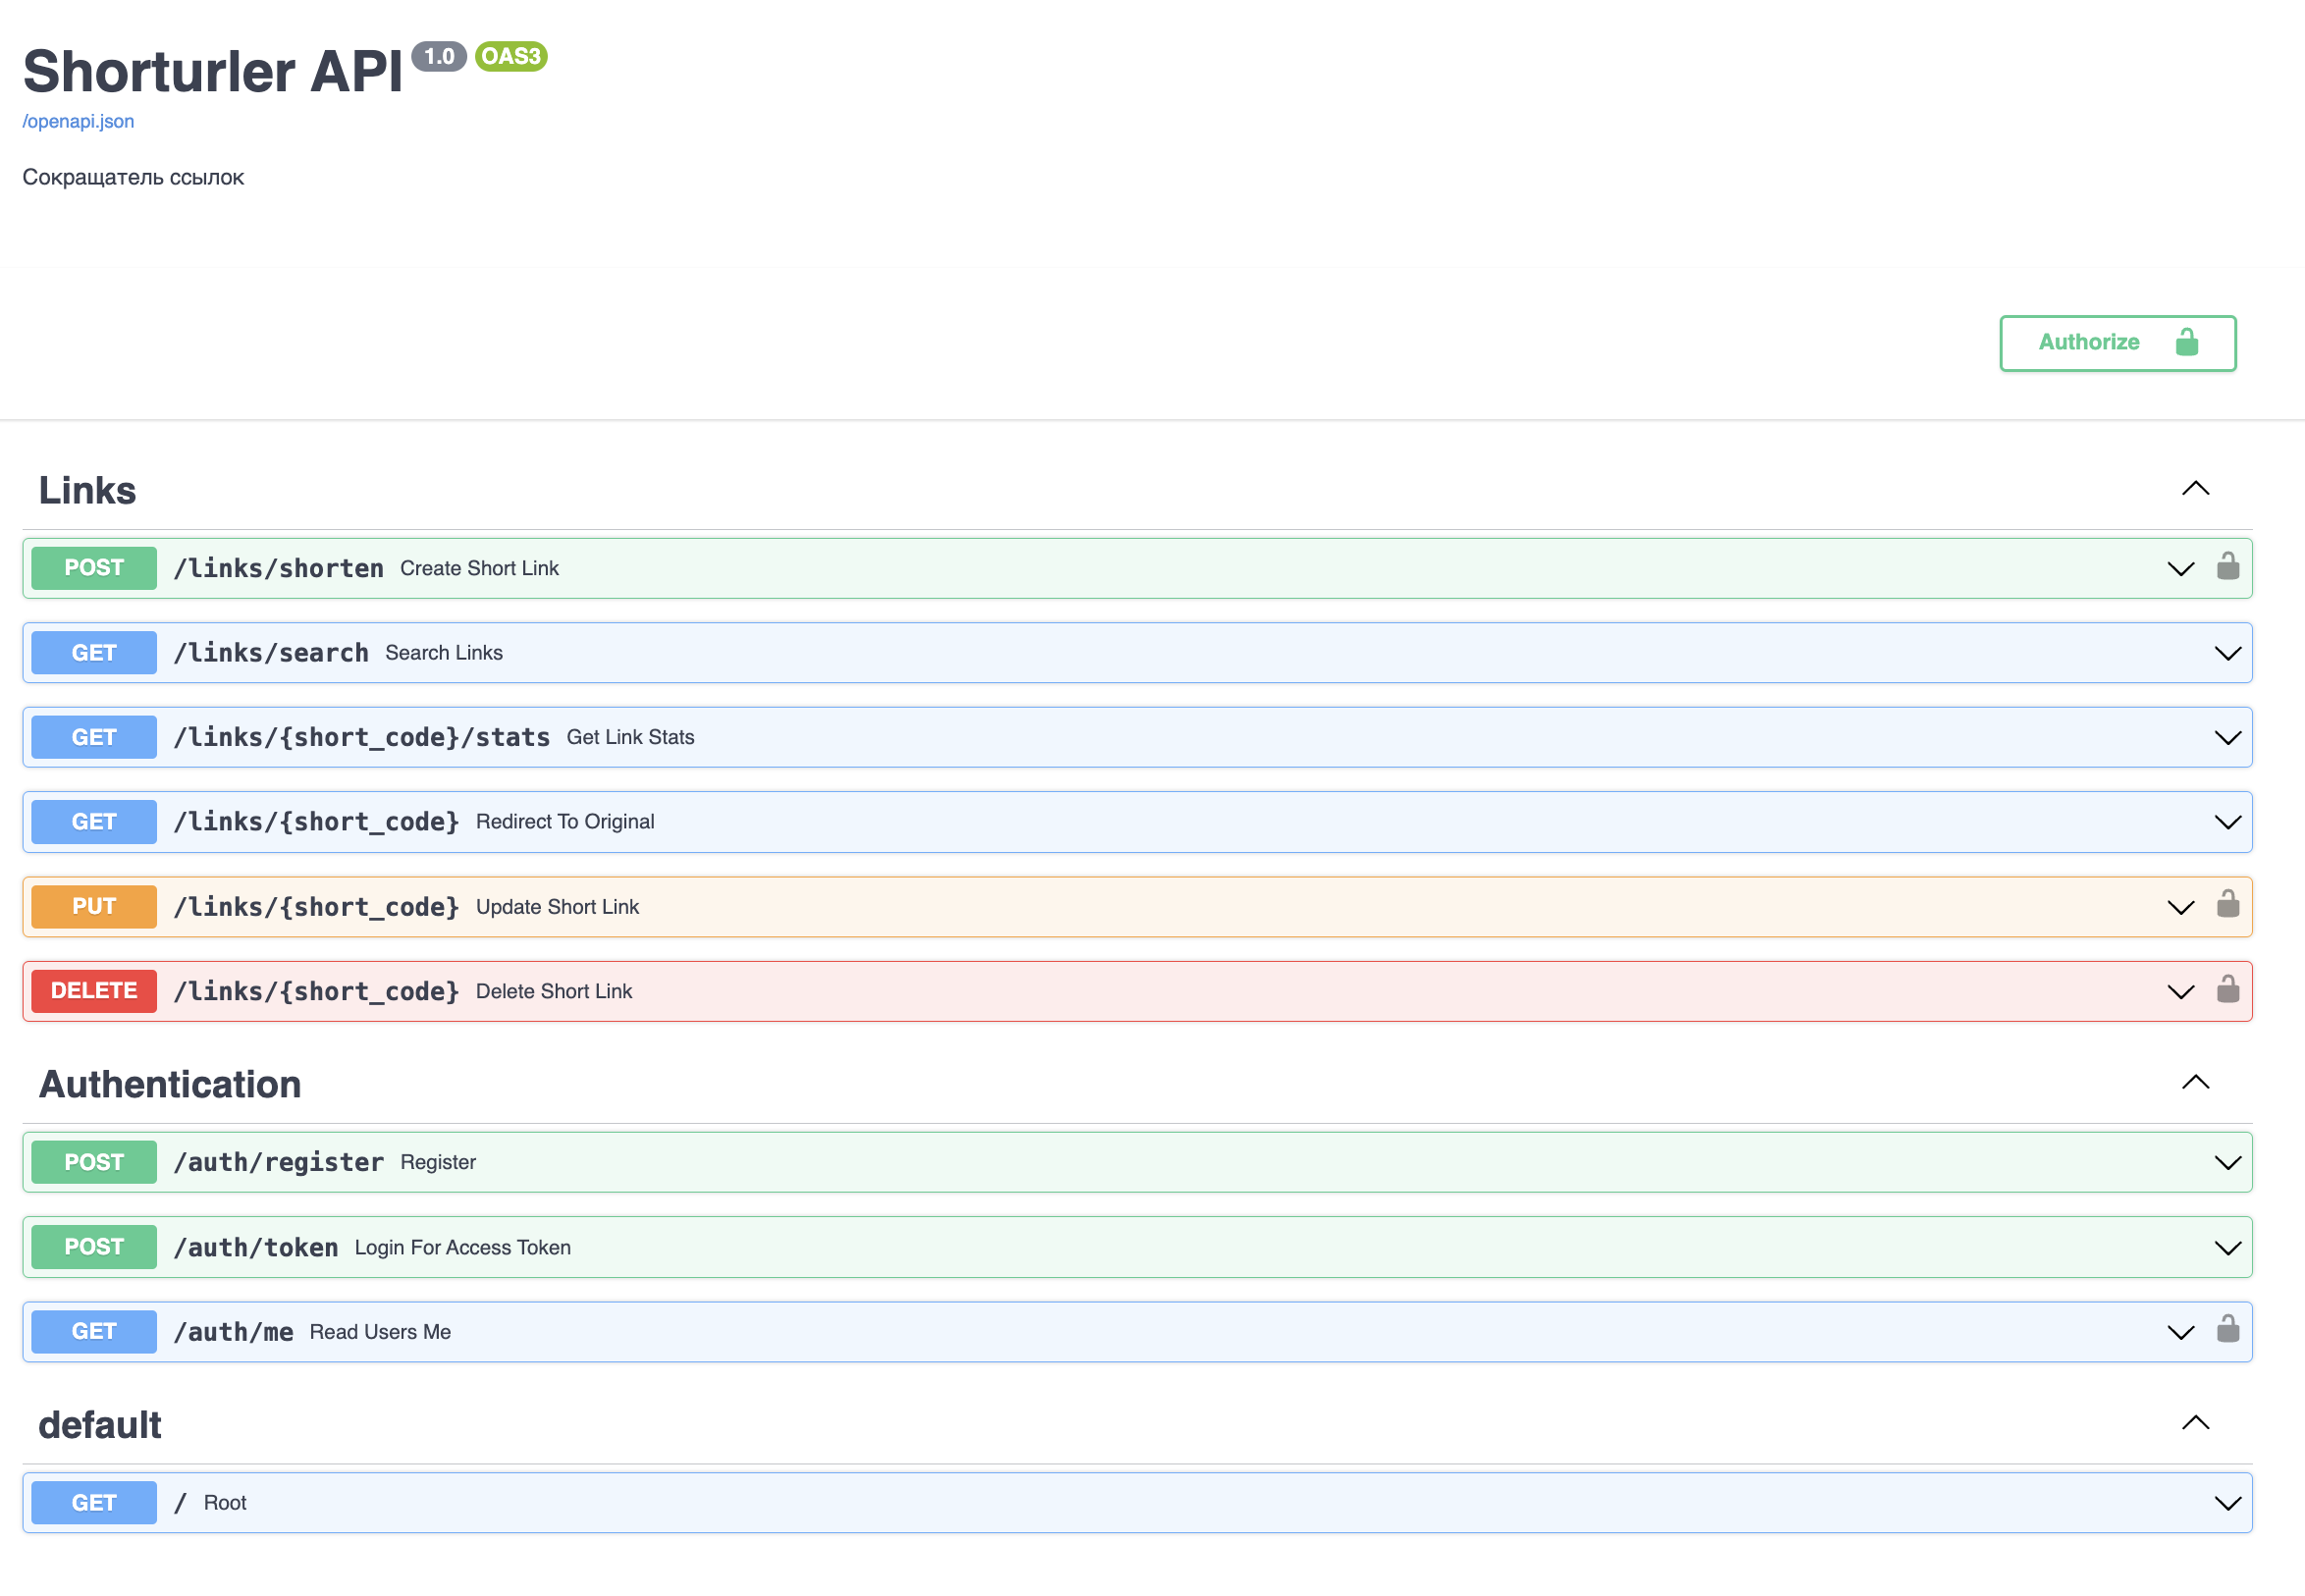 Shorturler API 1.0 OAS3
/openapi.json
Сокращатель ссылок
Authorize
Links
POST /links/shorten Create Short Link
GET /links/search Search Links
GET /links/{short_code}/stats Get Link Stats
GET /links/{short_code} Redirect To Original
PUT /links/{short_code} Update Short Link
DELETE /links/{short_code} Delete Short Link
Authentication
POST /auth/register Register
POST /auth/token Login For Access Token
GET /auth/me Read Users Me
default
GET / Root